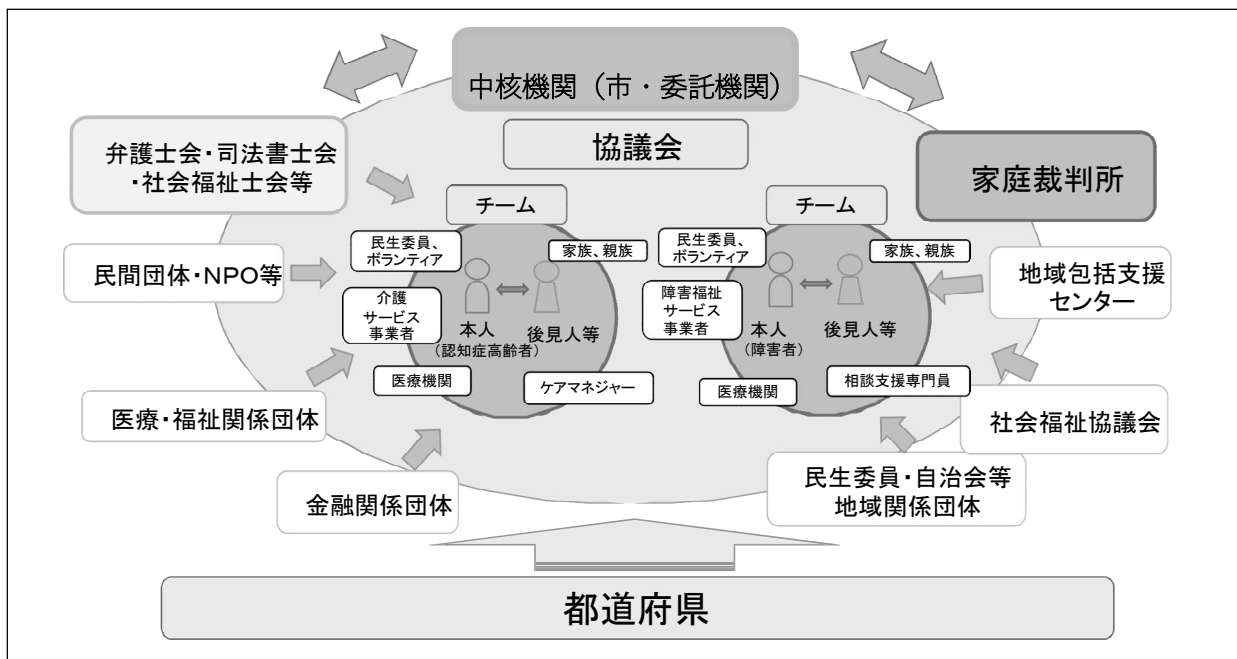 中核機関（市・委託機関）
協議会
弁護士会・司法書士会
・社会福祉士会等
家庭裁判所
民間団体・NPO等
医療・福祉関係団体
金融関係団体
チーム
民生委員、
ボランティア
家族、親族
介護
サービス
事業者
本人
（認知症高齢者）
後見人等
医療機関
ケアマネジャー
チーム
民生委員、
ボランティア
家族、親族
障害福祉
サービス
事業者
本人
（障害者）
後見人等
医療機関
相談支援専門員
地域包括支援
センター
社会福祉協議会
民生委員・自治会等
地域関係団体
都道府県